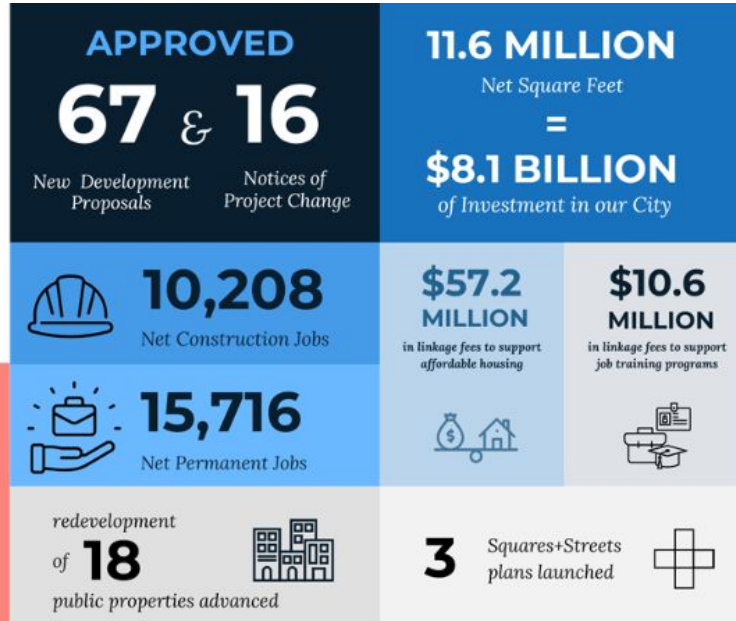 APPROVED
67 & 16
New Development
Proposals
Notices of
Project Change
11.6 MILLION
Net Square Feet
=
$8.1 BILLION
of Investment in our City
10,208
Net Construction Jobs
15,716
Net Permanent Jobs
$57.2
MILLION
in linkage fees to support
affordable housing
$
$10.6
MILLION
in linkage fees to support
job training programs
redevelopment
of 18
public properties advanced
3
Squares+Streets
plans launched